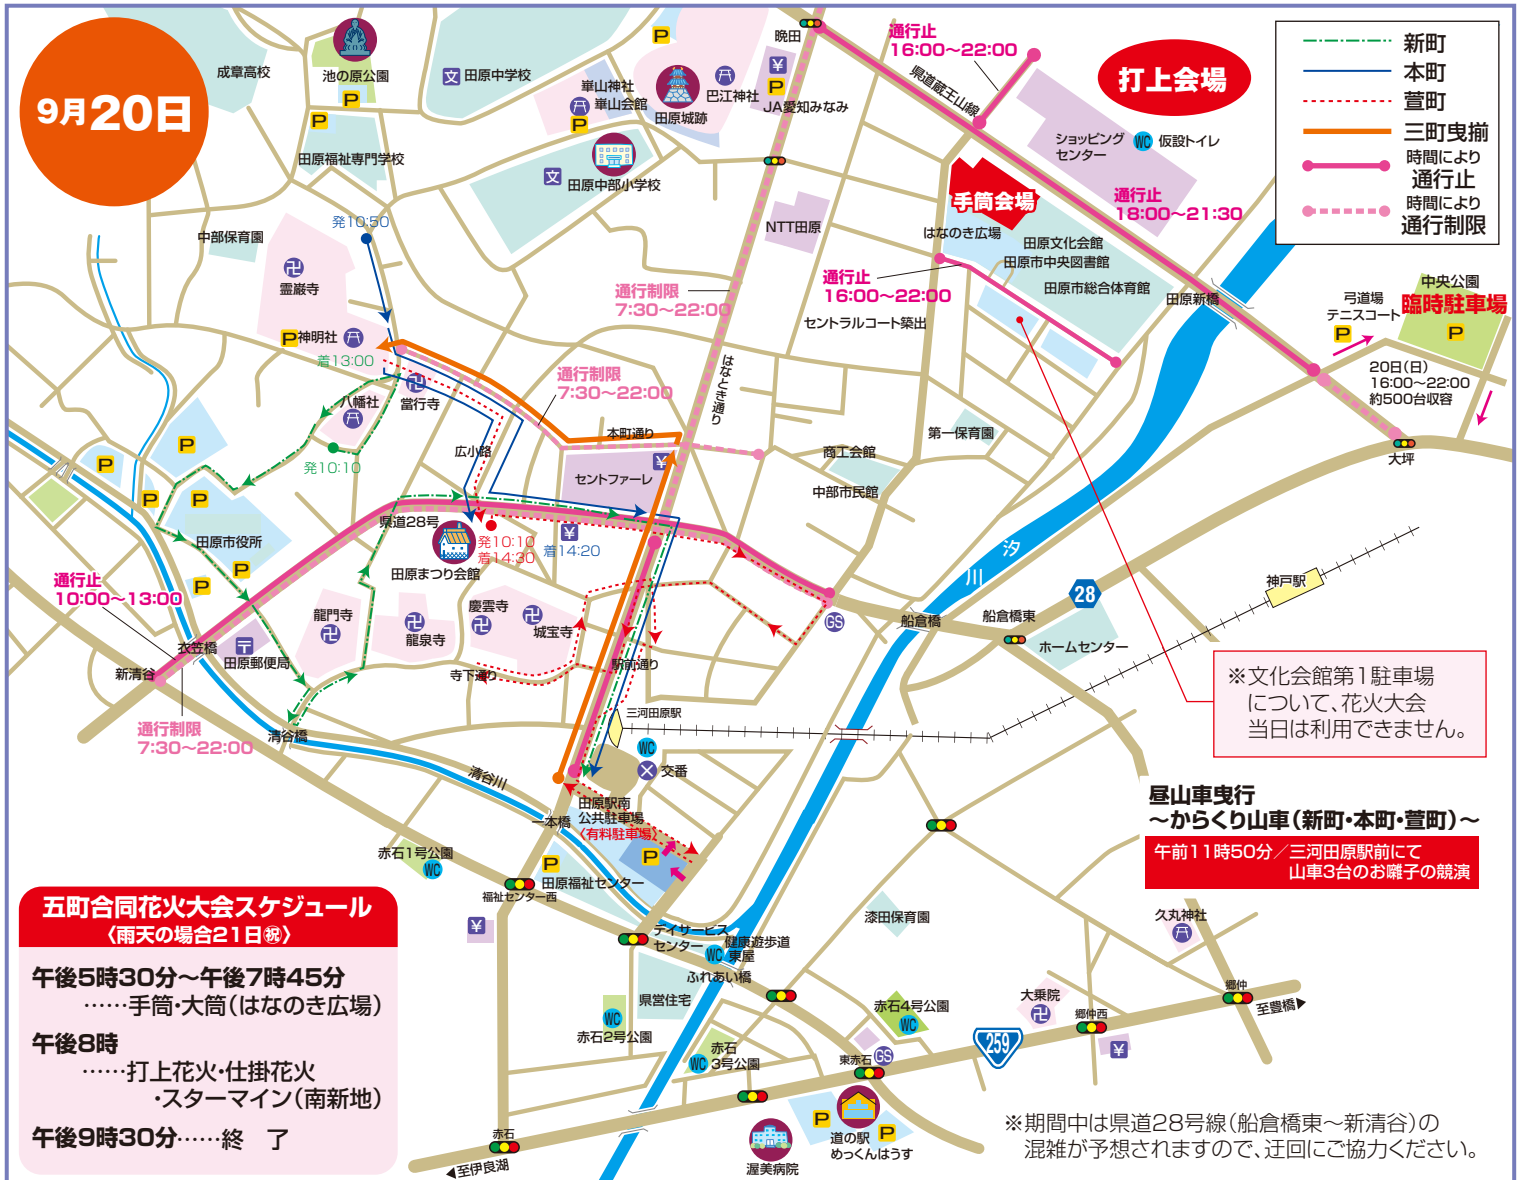 9月20日
成章高校
池の原公園
P
P
田原福祉専門学校
文 田原中学校
崋山神社
崋山会館
P
P
田原城跡
巴江神社
¥
P
JA愛知みなみ
晩田
通行止
16:00〜22:00
県道蔵王山線
打上会場
ショッピング
センター
WC 仮設トイレ
新町
本町
萱町
三町曳揃
時間により
通行止
時間により
通行制限
文 田原中部小学校
手筒会場
はなのき広場
通行止
18:00〜21:30
NTT田原
田原文化会館
田原市中央図書館
田原市総合体育館
通行止
16:00〜22:00
セントラルコート築出
田原新橋
中央公園
臨時駐車場
P
弓道場
テニスコート
P
20日(日)
16:00〜22:00
約500台収容
大坪
発10:50
中部保育園
卍
霊巌寺
P 神明社
着13:00
八幡社
卍
當行寺
発10:10
通行制限
7:30〜22:00
はなとき通り
通行制限
7:30〜22:00
本町通り
広小路
セントファーレ
¥
商工会館
中部市民館
第一保育園
P
P
P
田原市役所
P
P
県道28号
田原まつり会館
発10:10
着14:30
¥
着14:20
通行止
10:00〜13:00
衣笠橋
新清谷
〒
田原郵便局
龍門寺
卍
卍
龍泉寺
慶雲寺
卍
卍
城宝寺
寺下通り
駅前通り
GS
船倉橋
汐
川
28
船倉橋東
神戸駅
ホームセンター
※文化会館第1駐車場
について、花火大会
当日は利用できません。
通行制限
7:30〜22:00
清谷橋
清谷川
三河田原駅
WC
交番
田原駅南
公共駐車場
〈有料駐車場〉
P
一本橋
P
田原福祉センター
福祉センター西
赤石1号公園
WC
¥
昼山車曳行
〜からくり山車(新町・本町・萱町)〜
午前11時50分/三河田原駅前にて
山車3台のお囃子の競演
五町合同花火大会スケジュール
〈雨天の場合21日㊗〉
午後5時30分〜午後7時45分
……手筒・大筒(はなのき広場)
午後8時
……打上花火・仕掛花火
・スターマイン(南新地)
午後9時30分……終 了
デイサービス
センター
WC 健康遊歩道
東屋
ふれあい橋
県営住宅
WC
赤石2号公園
WC 赤石
3号公園
漆田保育園
赤石4号公園
WC
東赤石
GS
大乗院
卍
久丸神社
郷仲西
¥
郷仲
至豊橋▶
259
P
P
道の駅
めっくんはうす
渥美病院
赤石
◀至伊良湖
※期間中は県道28号線(船倉橋東〜新清谷)の
混雑が予想されますので、迂回にご協力ください。